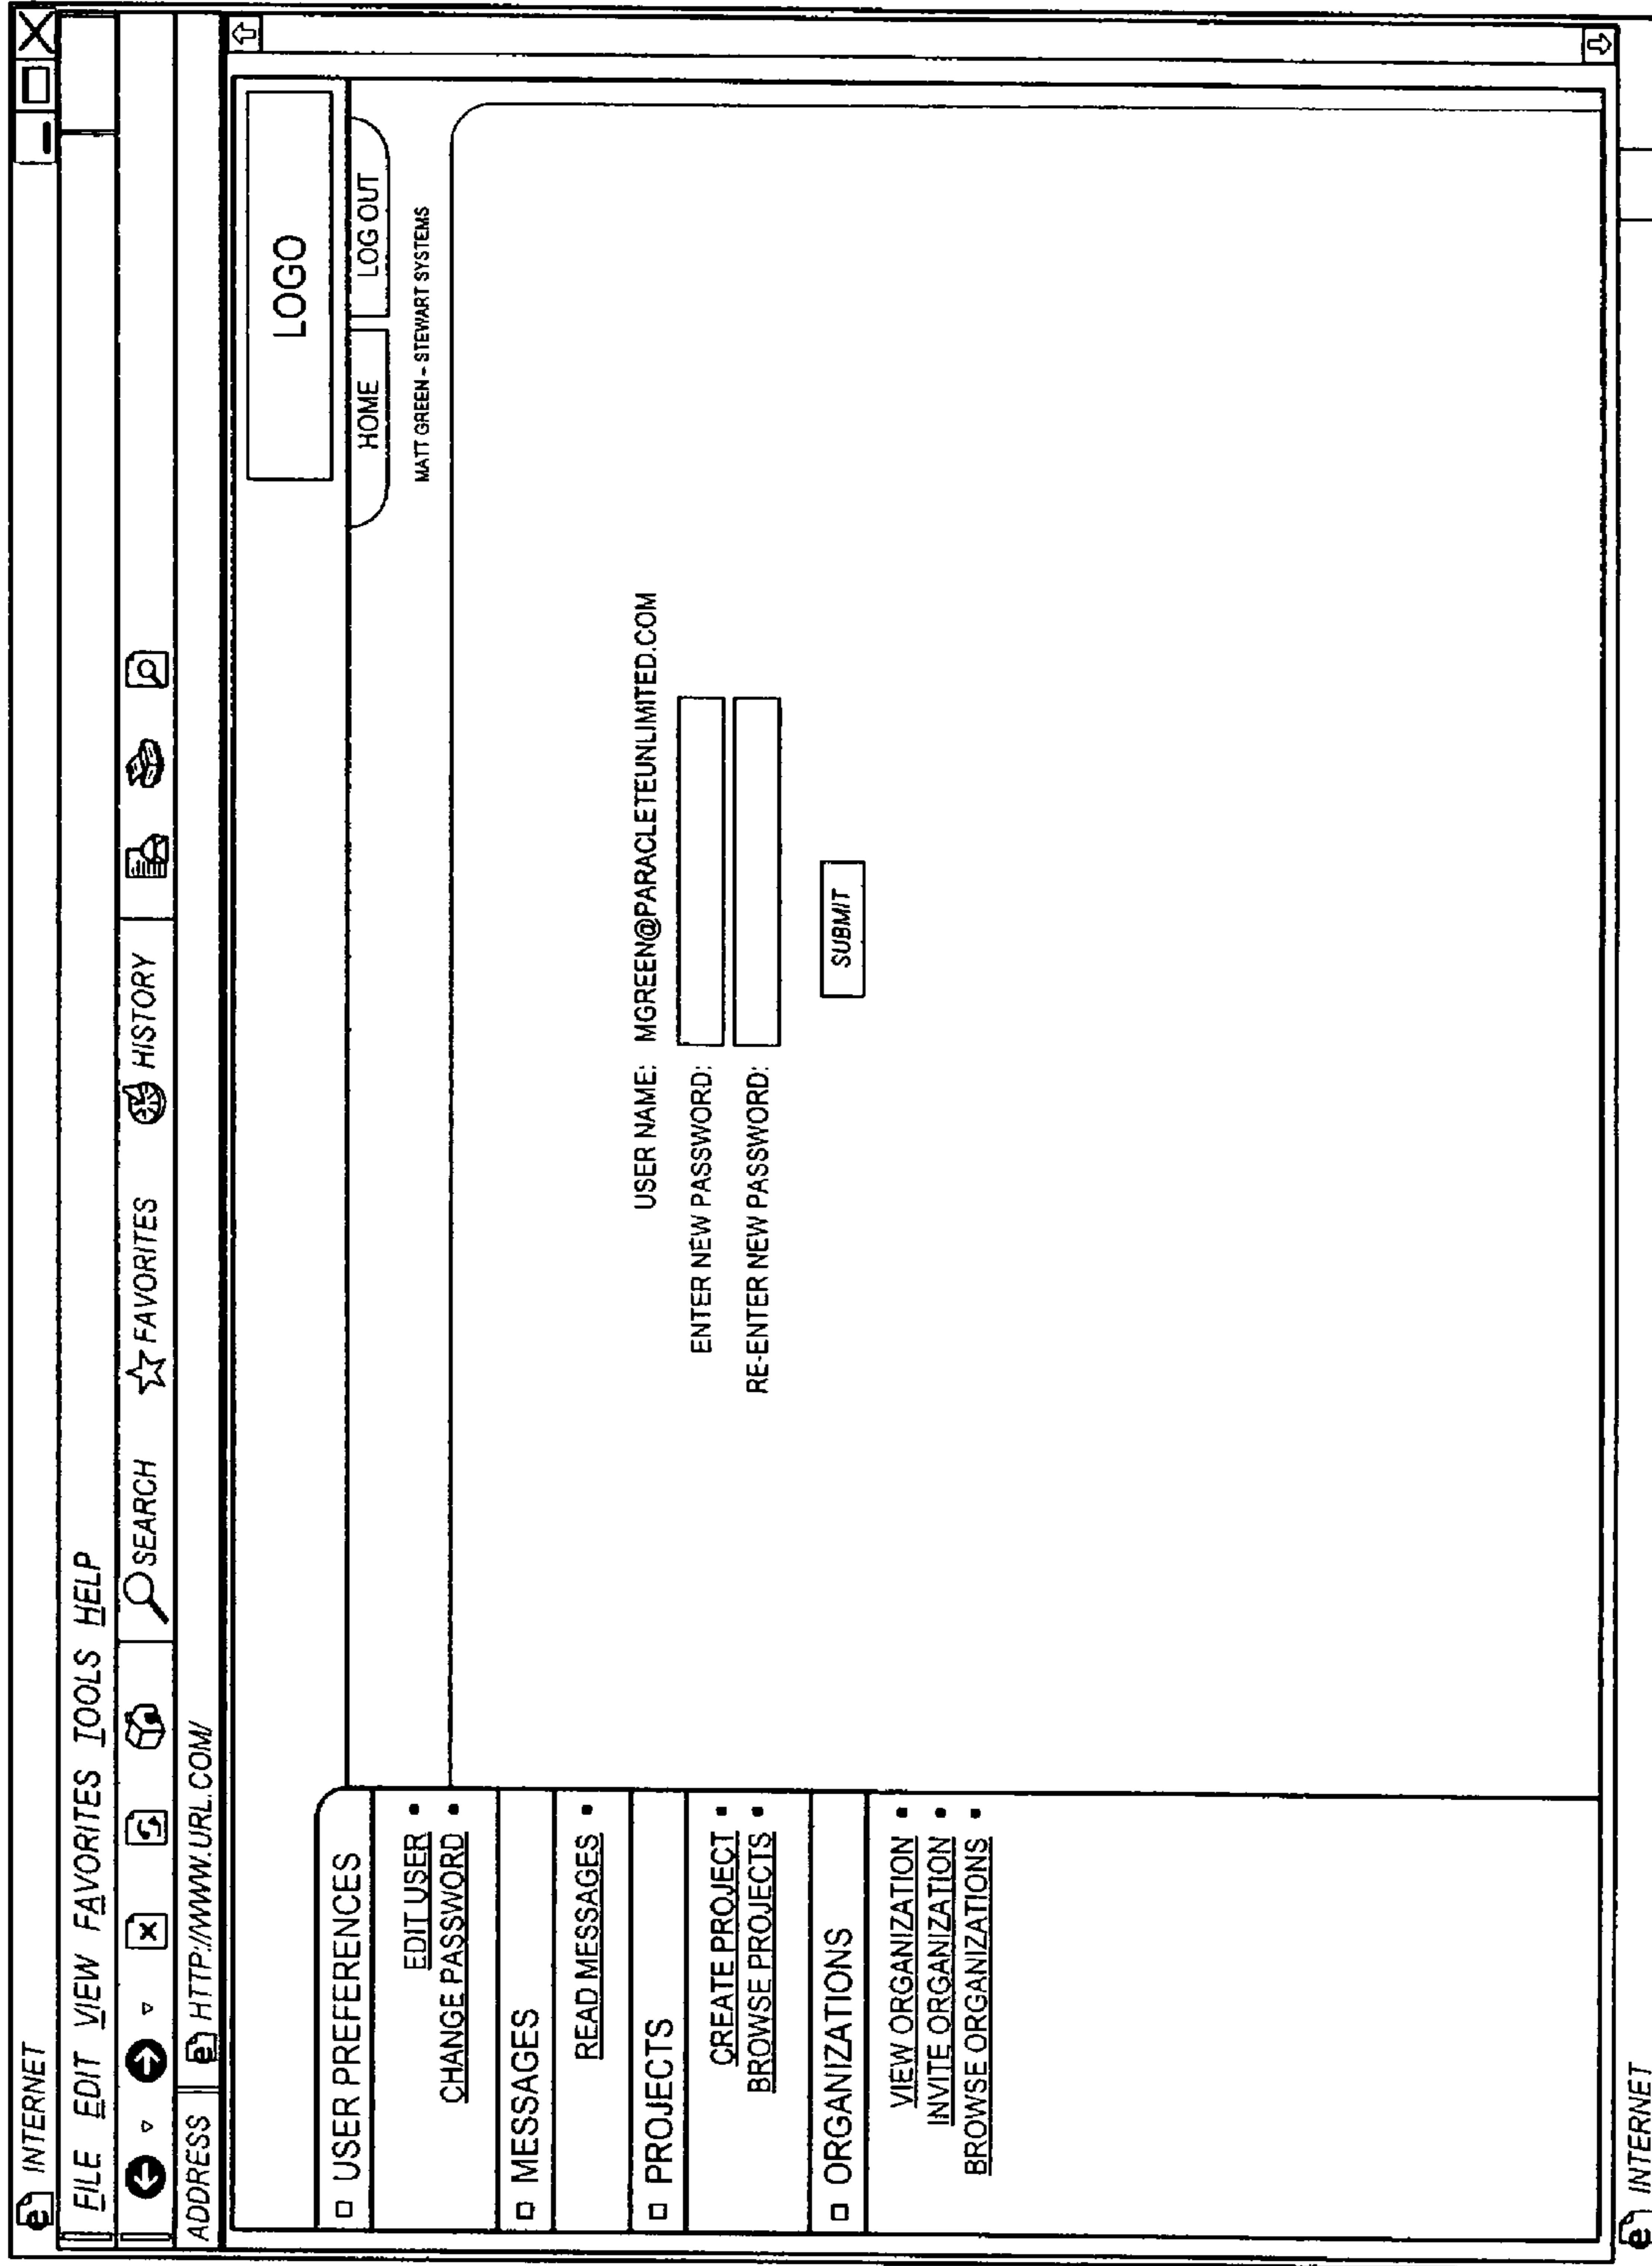 INTERNET
FILE EDIT VIEW FAVORITES TOOLS HELP
SEARCH FAVORITES HISTORY
ADDRESS HTTP://WWW.URL.COM/
LOGO
HOME LOG OUT
MATT GREEN - STEWART SYSTEMS
USER PREFERENCES
EDIT USER
CHANGE PASSWORD
MESSAGES
READ MESSAGES
PROJECTS
CREATE PROJECT
BROWSE PROJECTS
ORGANIZATIONS
VIEW ORGANIZATION
INVITE ORGANIZATION
BROWSE ORGANIZATIONS
USER NAME: MGREEN@PARACLETEUNLIMITED.COM
ENTER NEW PASSWORD:
RE-ENTER NEW PASSWORD:
SUBMIT
INTERNET